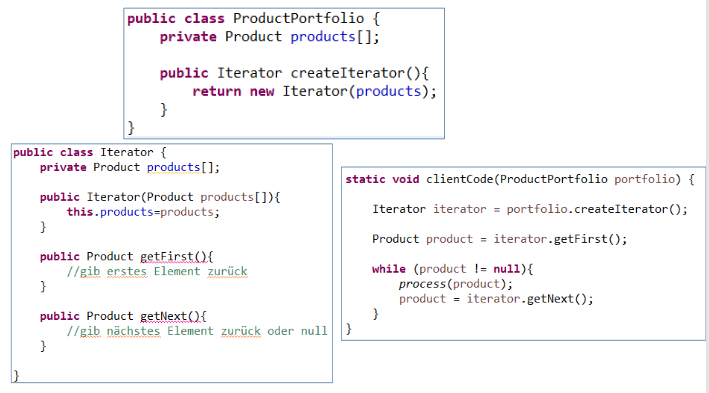 public class ProductPortfolio {
    private Product products[];

    public Iterator createIterator(){
        return new Iterator(products);
    }
}
public class Iterator {
    private Product products[];

    public Iterator(Product products[]){
        this.products=products;
    }

    public Product getFirst(){
        //gib erstes Element zurück
    }

    public Product getNext(){
        //gib nächstes Element zurück oder null
    }

}
static void clientCode(ProductPortfolio portfolio) {

    Iterator iterator = portfolio.createIterator();

    Product product = iterator.getFirst();

    while (product != null){
        process(product);
        product = iterator.getNext();
    }
}